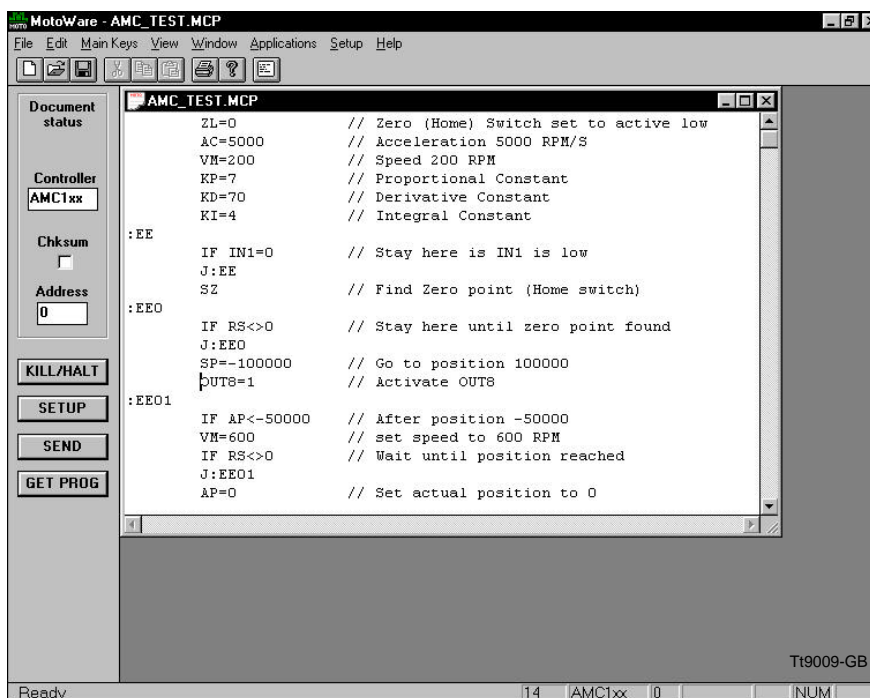 MotoWare - AMC_TEST.MCP
File Edit Main Keys View Window Applications Setup Help
Document
status
Controller
AMC1xx
Chksum
Address
0
KILL/HALT
SETUP
SEND
GET PROG
AMC_TEST.MCP
ZL=0 // Zero (Home) Switch set to active low
AC=5000 // Acceleration 5000 RPM/S
VM=200 // Speed 200 RPM
KP=7 // Proportional Constant
KD=70 // Derivative Constant
KI=4 // Integral Constant
:EE
IF IN1=0 // Stay here is IN1 is low
J:EE
SZ // Find Zero point (Home switch)
:EE0
IF RS<>0 // Stay here until zero point found
J:EE0
SP=-100000 // Go to position 100000
OUT8=1 // Activate OUT8
:EE01
IF AP<-50000 // After position -50000
VM=600 // set speed to 600 RPM
IF RS<>0 // Wait until position reached
J:EE01
AP=0 // Set actual position to 0
Tt9009-GB
Ready 14 AMC1xx 0 NUM